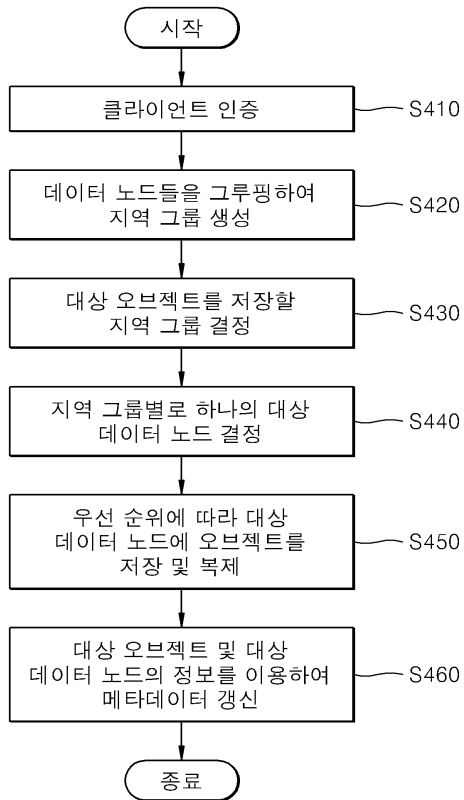 시작
클라이언트 인증
S410
데이터 노드들을 그루핑하여
지역 그룹 생성
S420
대상 오브젝트를 저장할
지역 그룹 결정
S430
지역 그룹별로 하나의 대상
데이터 노드 결정
S440
우선 순위에 따라 대상
데이터 노드에 오브젝트를
저장 및 복제
S450
대상 오브젝트 및 대상
데이터 노드의 정보를 이용하여
메타데이터 갱신
S460
종료